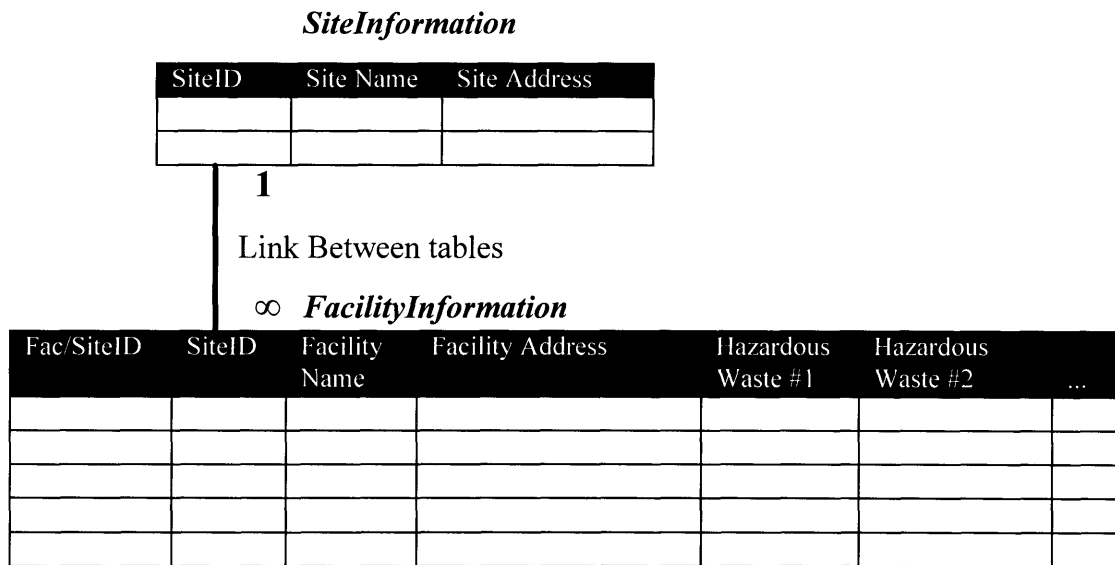 SiteInformation
SiteID Site Name Site Address
1
Link Between tables
∞ FacilityInformation
Fac/SiteID SiteID Facility Name Facility Address Hazardous Waste #1 Hazardous Waste #2 ...